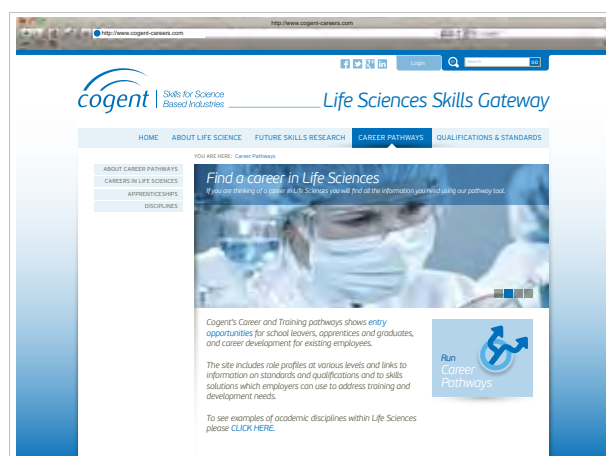 http://www.cogent-careers.com
http://www.cogent-careers.com
Login
Search
GO
cogent
Skills for Science
Based Industries
Life Sciences Skills Gateway
HOME ABOUT LIFE SCIENCE FUTURE SKILLS RESEARCH CAREER PATHWAYS QUALIFICATIONS & STANDARDS
YOU ARE HERE: Career Pathways
ABOUT CAREER PATHWAYS
CAREERS IN LIFE SCIENCES
APPRENTICESHIPS
DISCIPLINES
Find a career in Life Sciences
If you are thinking of a career in Life Sciences you will find all the information you need using our pathway tool.
Cogent's Career and Training pathways shows entry
opportunities for school leavers, apprentices and graduates,
and career development for existing employees.
The site includes role profiles at various levels and links to
information on standards and qualifications and to skills
solutions which employers can use to address training and
development needs.
To see examples of academic disciplines within Life Sciences
please CLICK HERE.
Run
Career
Pathways